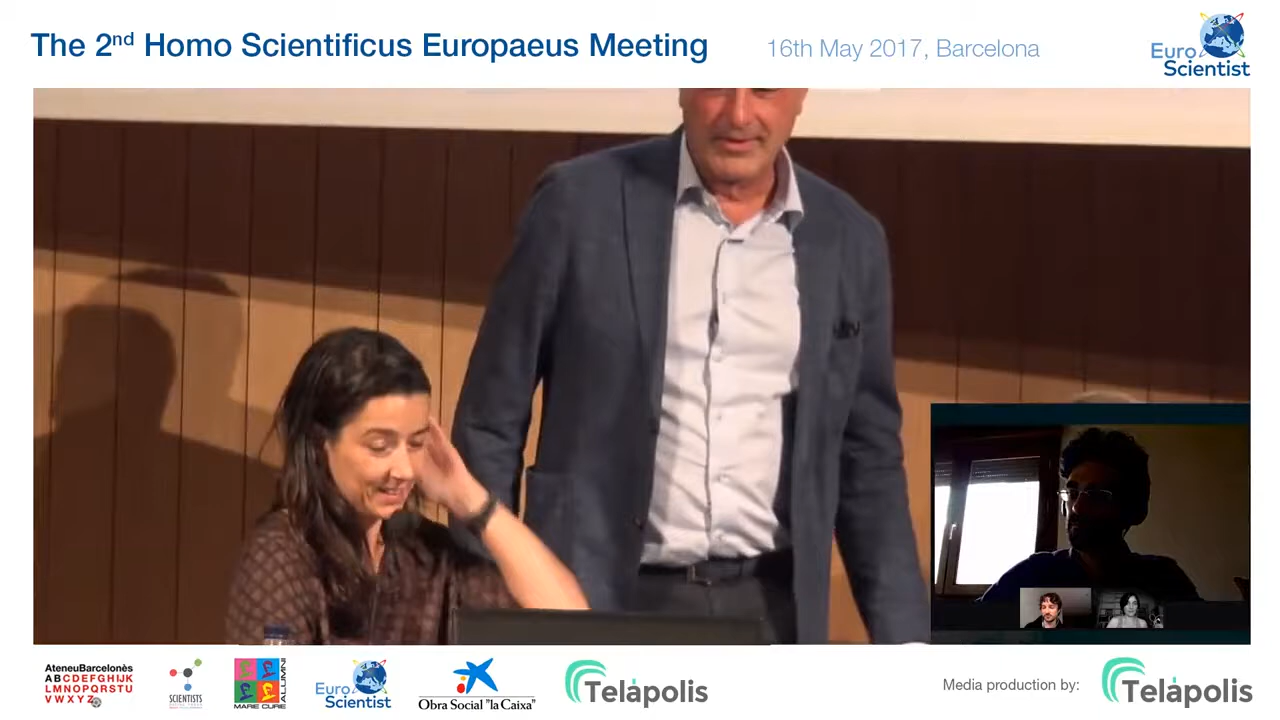 The 2nd Homo Scientificus Europaeus Meeting
16th May 2017, Barcelona
Euro
Scientist
AteneuBarcelonès
ABCDEFGHIJK
LMNOPQRSTU
VWXYZ
SCIENTISTS
MARIE CURIE
ALUMNI
Euro
Scientist
Obra Social "la Caixa"
Telàpolis
Media production by:
Telàpolis